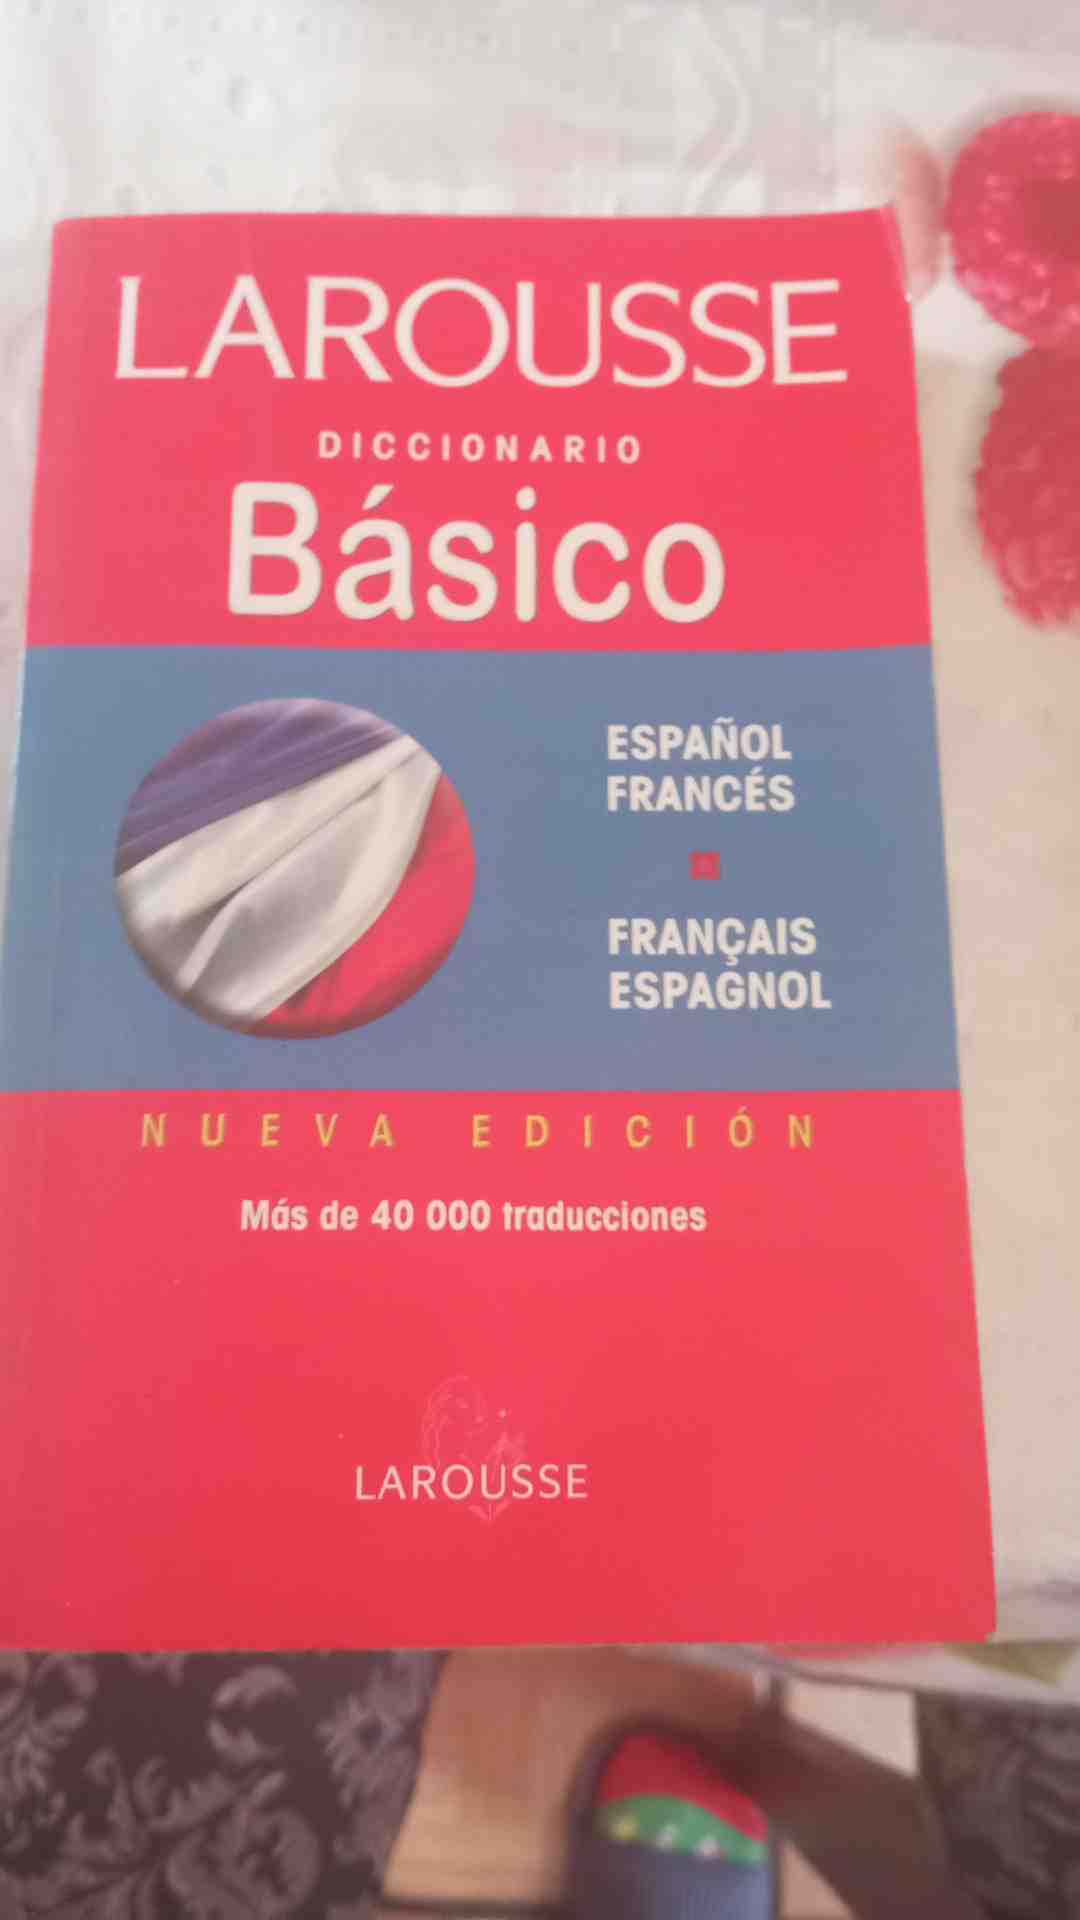 LAROUSSE
DICCIONARIO
Básico
ESPAÑOL
FRANCÉS
FRANÇAIS
ESPAGNOL
NUEVA EDICIÓN
Más de 40 000 traducciones
LAROUSSE